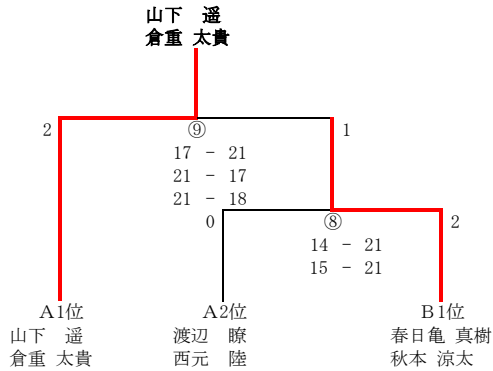 山下　遥
倉重 太貴
2
1
⑨
17 - 21
21 - 17
21 - 18
0
2
⑧
14 - 21
15 - 21
A1位
A2位
B1位
山下　遥
渡辺　瞭
春日亀 真樹
倉重 太貴
西元　陸
秋本 涼太